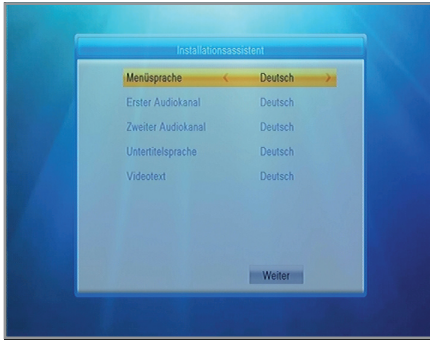 Installationsassistent
Menüsprache < Deutsch >
Erster Audiokanal Deutsch
Zweiter Audiokanal Deutsch
Untertitelsprache Deutsch
Videotext Deutsch
Weiter